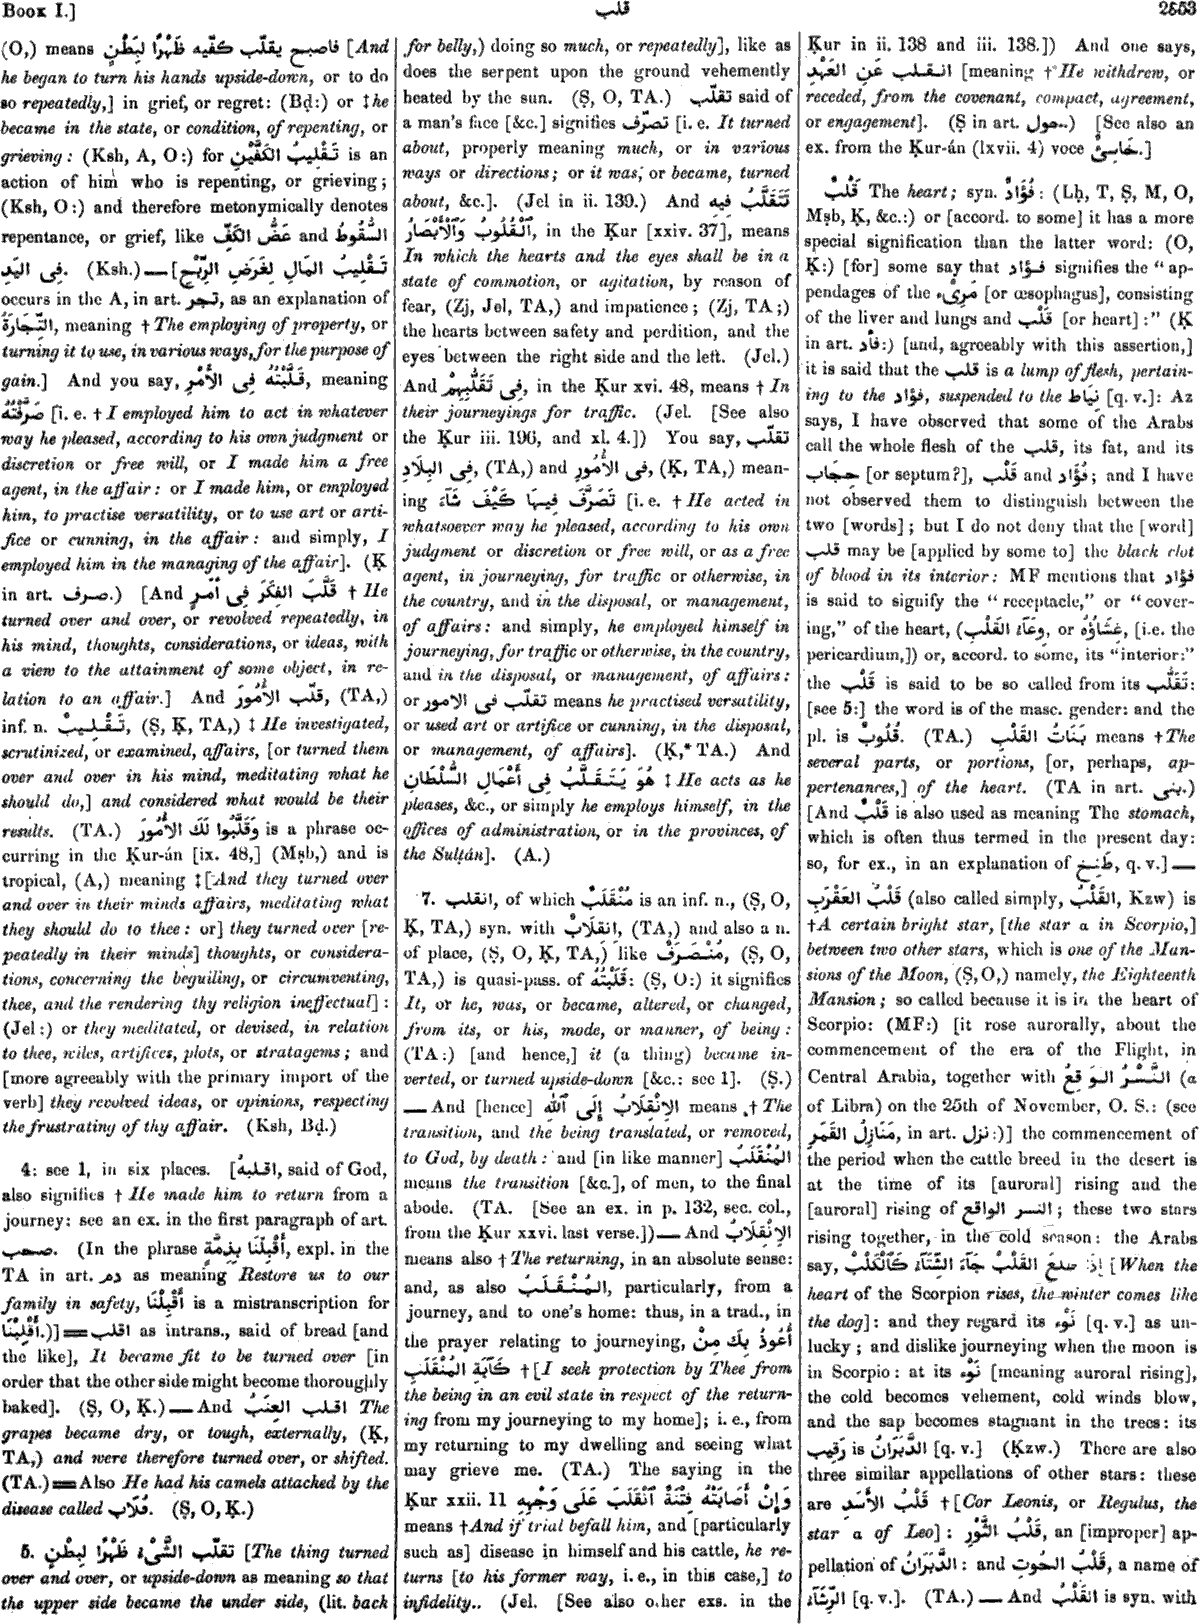 Book I.]
قلب
2553
(O,) means فاصبح يقلّب كفّيه ظَهْرًا لِبَطْنٍ [And
he began to turn his hands upside-down, or to do
so repeatedly,] in grief, or regret: (Bḍ:) or ‡he
became in the state, or condition, of repenting, or
grieving: (Ksh, A, O:) for تَقْلِيبُ الكَفَّيْنِ is an
action of him who is repenting, or grieving;
(Ksh, O:) and therefore metonymically denotes
repentance, or grief, like عَضُّ الكَفِّ and السُّقُوطُ
فِى اليَدِ. (Ksh.) — [تَقْلِيبُ المَالِ لِغَرَضِ الرِّبْحِ
occurs in the A, in art. تجر, as an explanation of
التِّجَارَةُ, meaning † The employing of property, or
turning it to use, in various ways, for the purpose of
gain.] And you say, قَلَّبْتُهُ فِى الأَمْرِ, meaning
صَرَّفْتُهُ [i. e. † I employed him to act in whatever
way he pleased, according to his own judgment or
discretion or free will, or I made him a free
agent, in the affair: or I made him, or employed
him, to practise versatility, or to use art or arti-
fice or cunning, in the affair: and simply, I
employed him in the managing of the affair]. (Ḳ
in art. صرف.) [And قَلَّبَ الفِكَرَ فِى أَمْرٍ † He
turned over and over, or revolved repeatedly, in
his mind, thoughts, considerations, or ideas, with
a view to the attainment of some object, in re-
lation to an affair.] And قلّب الأُمُورَ, (TA,)
inf. n. تَقْلِيبٌ, (Ṣ, Ḳ, TA,) ‡ He investigated,
scrutinized, or examined, affairs, [or turned them
over and over in his mind, meditating what he
should do,] and considered what would be their
results. (TA.) وَقَلَّبُوا لَكَ الأُمُورَ is a phrase oc-
curring in the Ḳur-án [ix. 48,] (Mṣb,) and is
tropical, (A,) meaning ‡ [And they turned over
and over in their minds affairs, meditating what
they should do to thee: or] they turned over [re-
peatedly in their minds] thoughts, or considera-
tions, concerning the beguiling, or circumventing,
thee, and the rendering thy religion ineffectual]:
(Jel:) or they meditated, or devised, in relation
to thee, wiles, artifices, plots, or stratagems; and
[more agreeably with the primary import of the
verb] they revolved ideas, or opinions, respecting
the frustrating of thy affair. (Ksh, Bḍ.)
4: see 1, in six places. [اقلبهُ, said of God,
also signifies † He made him to return from a
journey: see an ex. in the first paragraph of art.
صحب. (In the phrase أَقْبِلْنَا بِذِمَّةٍ, expl. in the
TA in art. ذم as meaning Restore us to our
family in safety, أَقْبِلْنَا is a mistranscription for
أَقْلِبْنَا.)] = اقلب as intrans., said of bread [and
the like], It became fit to be turned over [in
order that the other side might become thoroughly
baked]. (Ṣ, O, Ḳ.) — And اقلب العِنَبُ The
grapes became dry, or tough, externally, (Ḳ,
TA,) and were therefore turned over, or shifted.
(TA.) = Also He had his camels attacked by the
disease called قُلَاب. (Ṣ, O, Ḳ.)
5. تقلّب الشَّىْءُ ظَهْرًا لِبَطْنٍ [The thing turned
over and over, or upside-down as meaning so that
the upper side became the under side, (lit. back
for belly,) doing so much, or repeatedly], like as
does the serpent upon the ground vehemently
heated by the sun. (Ṣ, O, TA.) تقلّب said of
a man's face [&c.] signifies تصرّف [i. e. It turned
about, properly meaning much, or in various
ways or directions; or it was, or became, turned
about, &c.]. (Jel in ii. 139.) And تَتَقَلَّبُ فِيهِ
ٱلْقُلُوبُ وَٱلْأَبْصَارُ, in the Ḳur [xxiv. 37], means
In which the hearts and the eyes shall be in a
state of commotion, or agitation, by reason of
fear, (Zj, Jel, TA,) and impatience; (Zj, TA;)
the hearts between safety and perdition, and the
eyes between the right side and the left. (Jel.)
And فِى تَقَلُّبِهِمْ, in the Ḳur xvi. 48, means † In
their journeyings for traffic. (Jel. [See also
the Ḳur iii. 196, and xl. 4.]) You say, تقلّب
فِى البِلَادِ, (TA,) and فِى الأُمُورِ, (Ḳ, TA,) mean-
ing تَصَرَّفَ فِيهَا كَيْفَ شَآءَ [i. e. † He acted in
whatsoever way he pleased, according to his own
judgment or discretion or free will, or as a free
agent, in journeying, for traffic or otherwise, in
the country, and in the disposal, or management,
of affairs: and simply, he employed himself in
journeying, for traffic or otherwise, in the country,
and in the disposal, or management, of affairs:
or تقلّب فى الامور means he practised versatility,
or used art or artifice or cunning, in the disposal,
or management, of affairs]. (Ḳ,* TA.) And
هُوَ يَتَقَلَّبُ فِى أَعْمَالِ السُّلْطَانِ ‡ He acts as he
pleases, &c., or simply he employs himself, in the
offices of administration, or in the provinces, of
the Sulṭán]. (A.)
7. انقلب, of which مُنْقَلَبٌ is an inf. n., (Ṣ, O,
Ḳ, TA,) syn. with اِنْقِلَابٌ, (TA,) and also a n.
of place, (Ṣ, O, Ḳ, TA,) like مُنْصَرَفٌ, (Ṣ, O,
TA,) is quasi-pass. of قَلَبْتُهُ: (Ṣ, O:) it signifies
It, or he, was, or became, altered, or changed,
from its, or his, mode, or manner, of being:
(TA:) [and hence,] it (a thing) became in-
verted, or turned upside-down [&c.: see 1]. (Ṣ.)
— And [hence] الاِنْقِلَابُ إِلَى ٱللّٰهِ means † The
transition, and the being translated, or removed,
to God, by death: and [in like manner] المُنْقَلَبُ
means the transition [&c.], of men, to the final
abode. (TA. [See an ex. in p. 132, sec. col.,
from the Ḳur xxvi. last verse.]) — And الاِنْقِلَابُ
means also † The returning, in an absolute sense:
and, as also المُنْقَلَبُ, particularly, from a
journey, and to one's home: thus, in a trad., in
the prayer relating to journeying, أَعُوذُ بِكَ مِنْ
كَآبَةِ المُنْقَلَبِ † [I seek protection by Thee from
the being in an evil state in respect of the return-
ing from my journeying to my home]; i. e., from
my returning to my dwelling and seeing what
may grieve me. (TA.) The saying in the
Ḳur xxii. 11 وَإِنْ أَصَابَتْهُ فِتْنَةٌ ٱنْقَلَبَ عَلَى وَجْهِهِ
means †And if trial befall him, and [particularly
such as] disease in himself and his cattle, he re-
turns [to his former way, i. e., in this case,] to
infidelity.. (Jel. [See also other exs. in the
Ḳur in ii. 138 and iii. 138.]) And one says,
انقلب عَنِ العَهْدِ [meaning † He withdrew, or
receded, from the covenant, compact, agreement,
or engagement]. (Ṣ in art. حول.) [See also an
ex. from the Ḳur-án (lxvii. 4) voce خَاسِئٌ.]
قَلْبٌ The heart; syn. فُؤَادٌ: (Lḥ, T, Ṣ, M, O,
Mṣb, Ḳ, &c.:) or [accord. to some] it has a more
special signification than the latter word: (O,
Ḳ:) [for] some say that فؤاد signifies the "ap-
pendages of the مَرِىْء [or œsophagus], consisting
of the liver and lungs and قَلْب [or heart]:" (Ḳ
in art. فأد:) [and, agreeably with this assertion,]
it is said that the قلب is a lump of flesh, pertain-
ing to the فؤاد, suspended to the نِيَاط [q. v.]: Az
says, I have observed that some of the Arabs
call the whole flesh of the قلب, its fat, and its
حِجَاب [or septum?], قَلْب and فُؤَاد; and I have
not observed them to distinguish between the
two [words]; but I do not deny that the [word]
قلب may be [applied by some to] the black clot
of blood in its interior: MF mentions that فؤاد
is said to signify the "receptacle," or "cover-
ing," of the heart, (وِعَآء القَلْبِ, or غِشَاؤُهُ, [i.e. the
pericardium,]) or, accord. to some, its "interior:"
the قَلْب is said to be so called from its تَقَلُّب:
[see 5:] the word is of the masc. gender: and the
pl. is قُلُوبٌ. (TA.) بَنَاتُ القَلْبِ means †The
several parts, or portions, [or, perhaps, ap-
pertenances,] of the heart. (TA in art. بنى.)
[And قَلْبٌ is also used as meaning The stomach,
which is often thus termed in the present day:
so, for ex., in an explanation of طَنِخَ, q. v.] —
قَلْبُ العَقْرَبِ (also called simply, القَلْبُ, Kzw) is
†A certain bright star, [the star α in Scorpio,]
between two other stars, which is one of the Man-
sions of the Moon, (Ṣ, O,) namely, the Eighteenth
Mansion; so called because it is in the heart of
Scorpio: (MF:) [it rose aurorally, about the
commencement of the era of the Flight, in
Central Arabia, together with النَّسْرُ الوَاقِعُ (α
of Libra) on the 25th of November, O. S.: (see
مَنَازِلُ القَمَرِ, in art. نزل:)] the commencement of
the period when the cattle breed in the desert is
at the time of its [auroral] rising and the
[auroral] rising of النسر الواقع; these two stars
rising together, in the cold season: the Arabs
say, إِذَا طَلَعَ القَلْبُ جَآءَ الشِّتَآءُ كَٱلْكَلْبِ [When the
heart of the Scorpion rises, the winter comes like
the dog]: and they regard its نَوْء [q. v.] as un-
lucky; and dislike journeying when the moon is
in Scorpio: at its نَوْء [meaning auroral rising],
the cold becomes vehement, cold winds blow,
and the sap becomes stagnant in the trees: its
رَقِيب is الدَّبَرَانُ [q. v.] (Kzw.) There are also
three similar appellations of other stars: these
are قَلْبُ الأَسَدِ † [Cor Leonis, or Regulus, the
star α of Leo]: قَلْبُ الثَّوْرِ, an [improper] ap-
pellation of الدَّبَرَانُ: and قَلْبُ الحُوتِ, a name of
الرِّشَآءُ [q. v.]. (TA.) — And القَلْبُ is syn. with